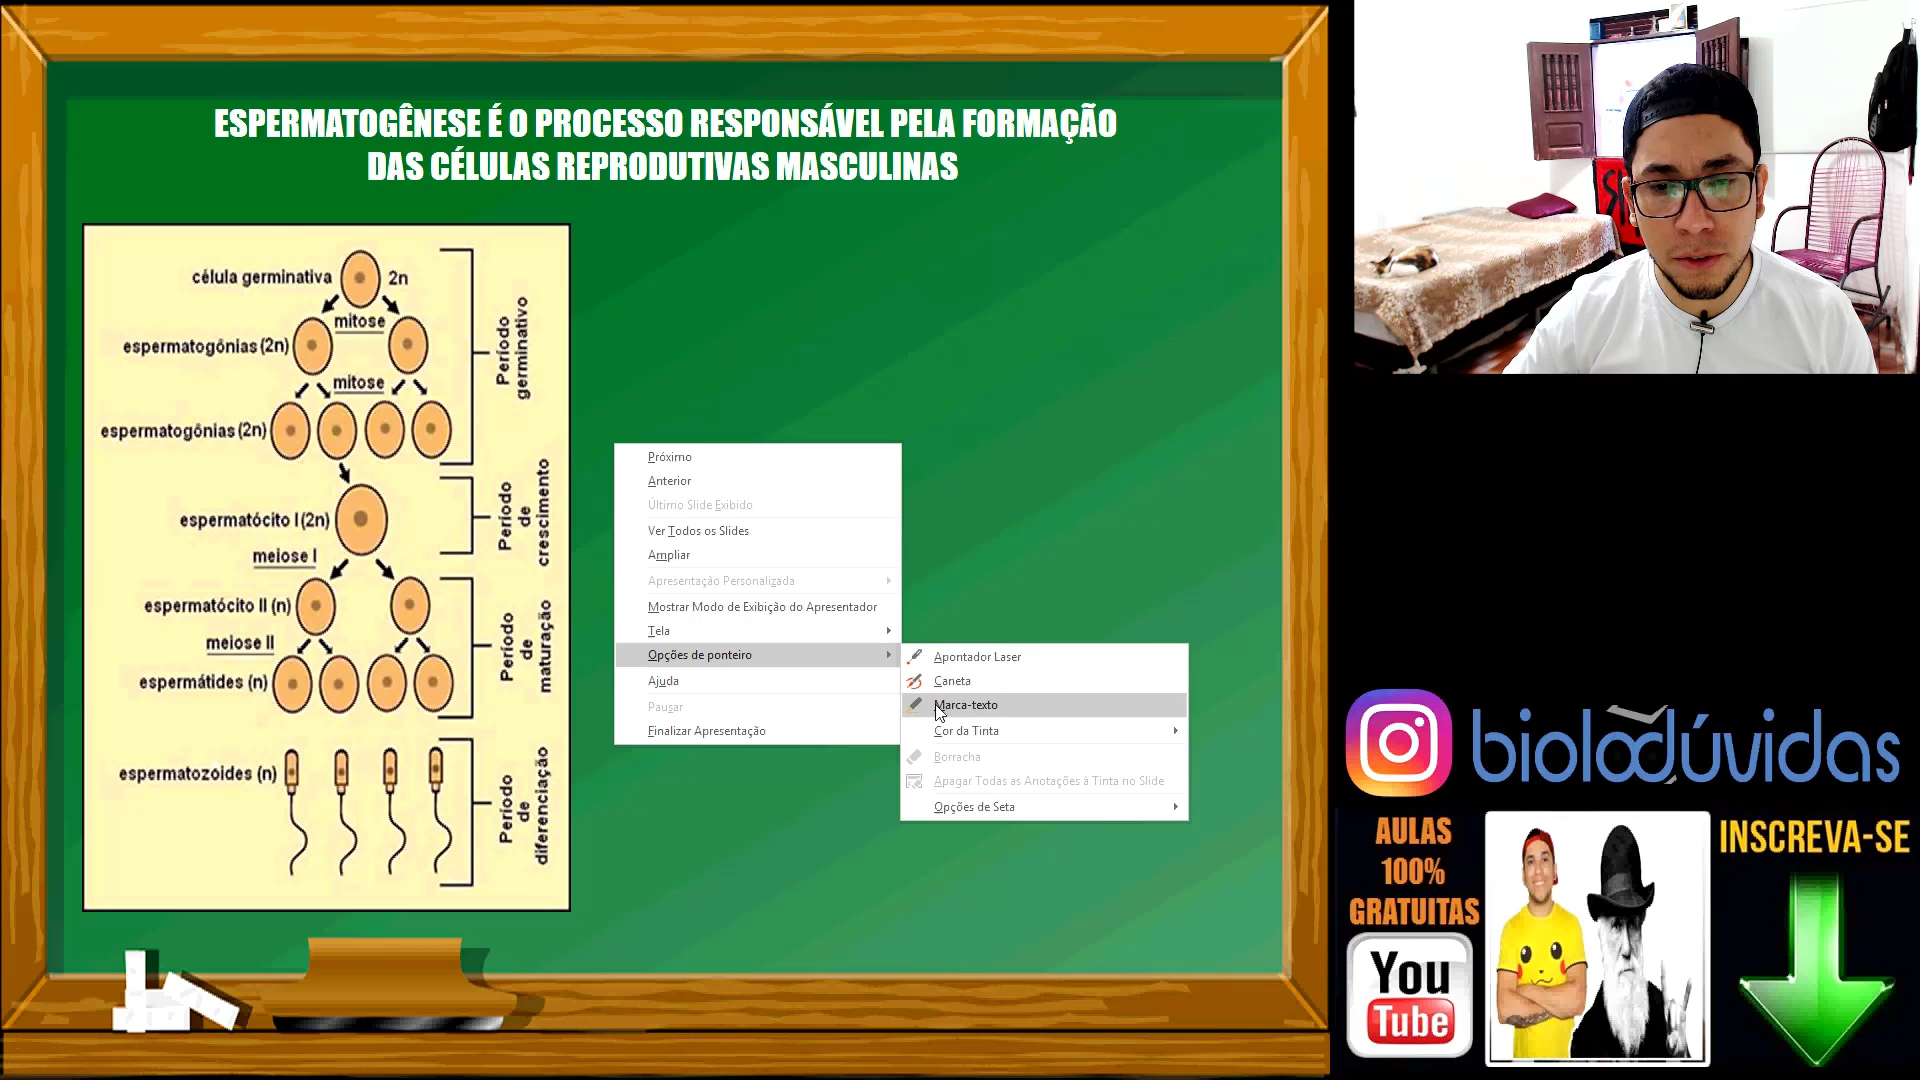 ESPERMATOGÊNESE É O PROCESSO RESPONSÁVEL PELA FORMAÇÃO
DAS CÉLULAS REPRODUTIVAS MASCULINAS
célula germinativa
2n
mitose
espermatogônias (2n)
mitose
espermatogônias (2n)
Período
germinativo
espermatócito I (2n)
meiose I
Período
de
crescimento
espermatócito II (n)
meiose II
espermátides (n)
Período
de
maturação
espermatozóides (n)
Período
de
diferenciação
Próximo
Anterior
Último Slide Exibido
Ver Todos os Slides
Ampliar
Apresentação Personalizada
Mostrar Modo de Exibição do Apresentador
Tela
Opções de ponteiro
Ajuda
Pausar
Finalizar Apresentação
Apontador Laser
Caneta
Marca-texto
Cor da Tinta
Borracha
Apagar Todas as Anotações à Tinta no Slide
Opções de Seta
biolodúvidas
AULAS
100%
GRATUITAS
You
Tube
INSCREVA-SE